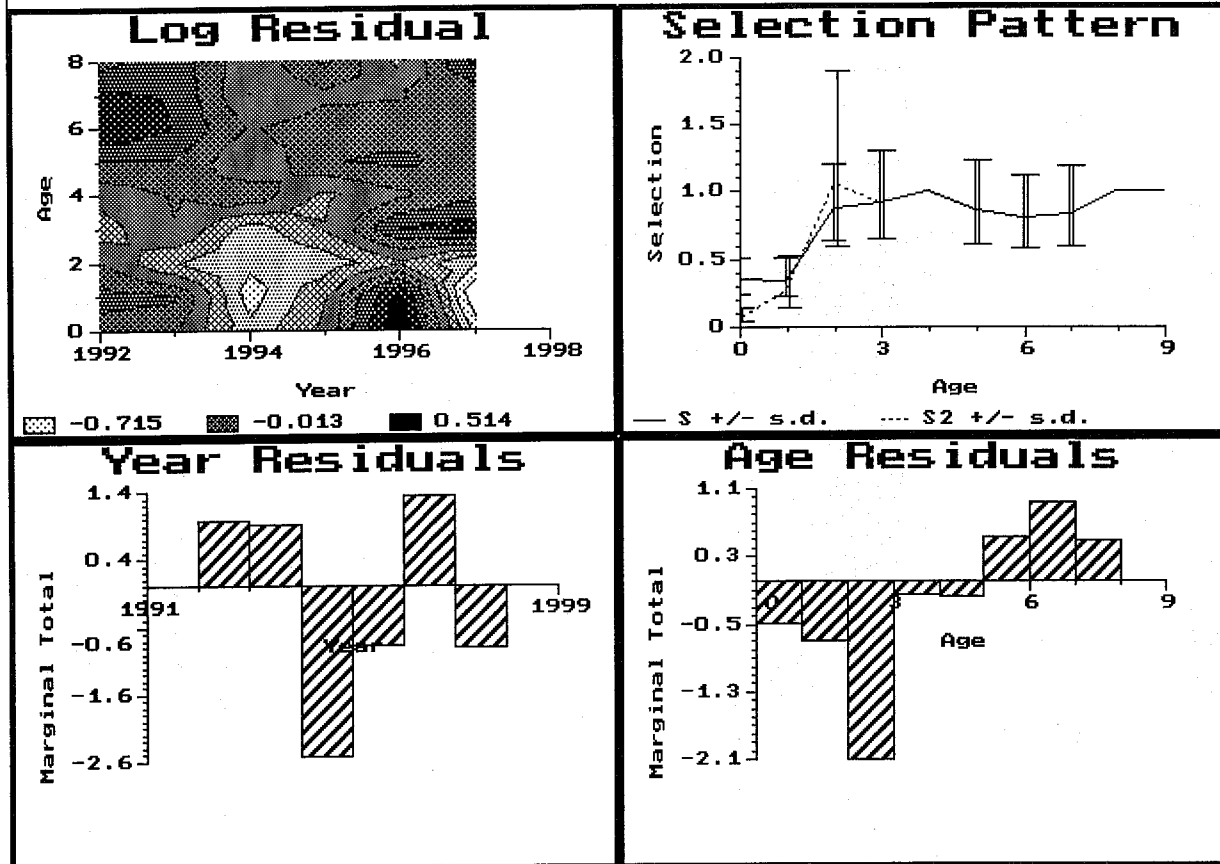 Log Residual
8
6
4
2
0
Age
1992
1994
1996
1998
Year
-0.715
-0.013
0.514
Selection Pattern
2.0
1.5
1.0
0.5
0
Selection
0
3
6
9
Age
S +/- s.d.
S2 +/- s.d.
Year Residuals
1.4
0.4
-0.6
-1.6
-2.6
Marginal Total
1991
1999
Year
Age Residuals
1.1
0.3
-0.5
-1.3
-2.1
Marginal Total
0
3
6
9
Age